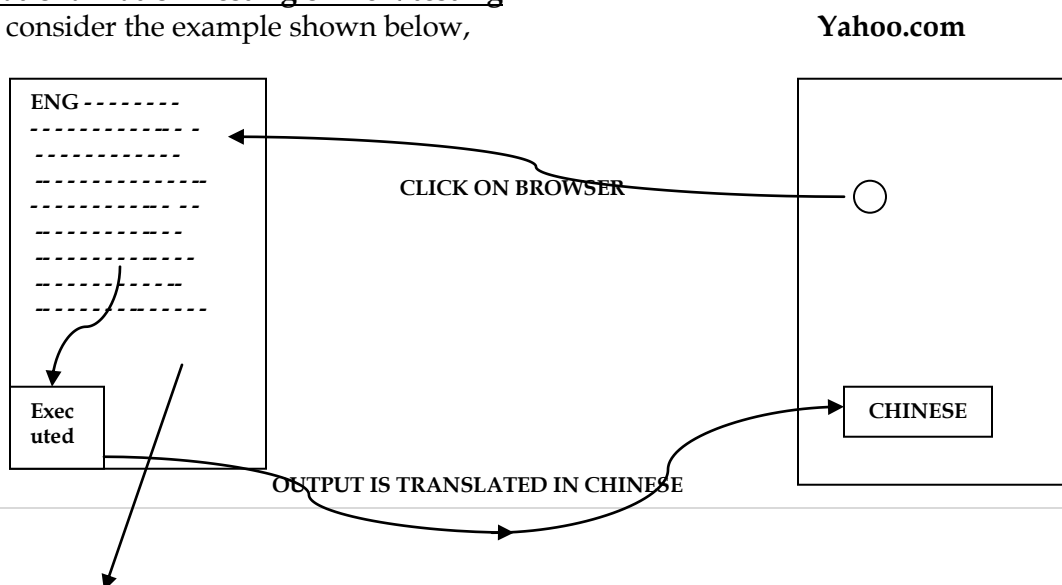 consider the example shown below,
Yahoo.com
ENG - - - - - - - -
CLICK ON BROWSER
Exec
uted
CHINESE
OUTPUT IS TRANSLATED IN CHINESE